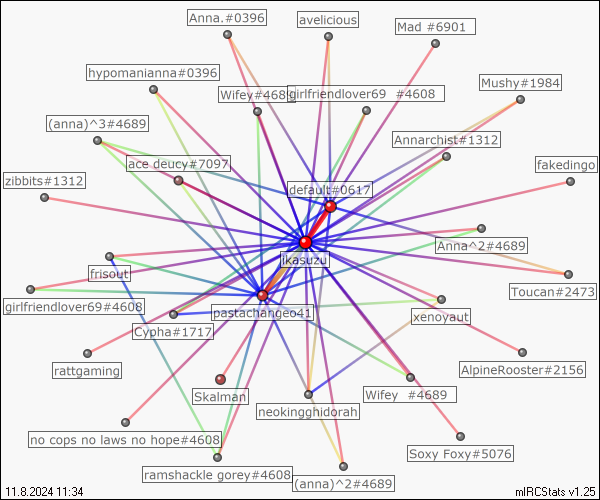 Anna.#0396
avelicious
Mad #6901
hypomanianna#0396
Mushy#1984
Wifey#4689
girlfriendlover69 #4608
(anna)^3#4689
Annarchist#1312
ace deucy#7097
fakedingo
zibbits#1312
default#0617
Anna^2#4689
jkasuzu
frisout
Toucan#2473
girlfriendlover69#4608
pastachangeo41
xenoyaut
Cypha#1717
rattgaming
AlpineRooster#2156
Skalman
Wifey #4689
neokingghidorah
no cops no laws no hope#4608
Soxy Foxy#5076
ramshackle gorey#4608
(anna)^2#4689
11.8.2024 11:34
mIRCStats v1.25